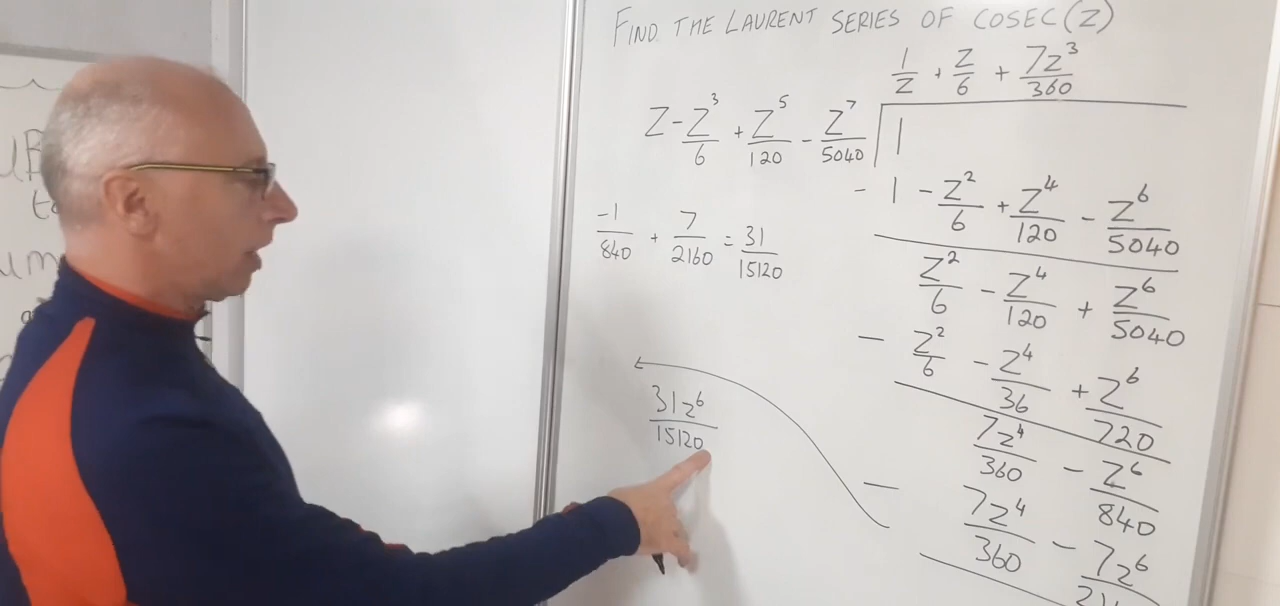 FIND THE LAURENT SERIES OF COSEC(Z)
1/Z + Z/6 + 7Z³/360
Z - Z³/6 + Z⁵/120 - Z⁷/5040 | 1
- 1 - Z²/6 + Z⁴/120 - Z⁶/5040
-1/840 + 7/2160 = 31/15120
Z²/6 - Z⁴/120 + Z⁶/5040
- Z²/6 - Z⁴/36 + Z⁶/720
31Z⁶/15120
7Z⁴/360 - Z⁶/840
- 7Z⁴/360 - 7Z⁶/